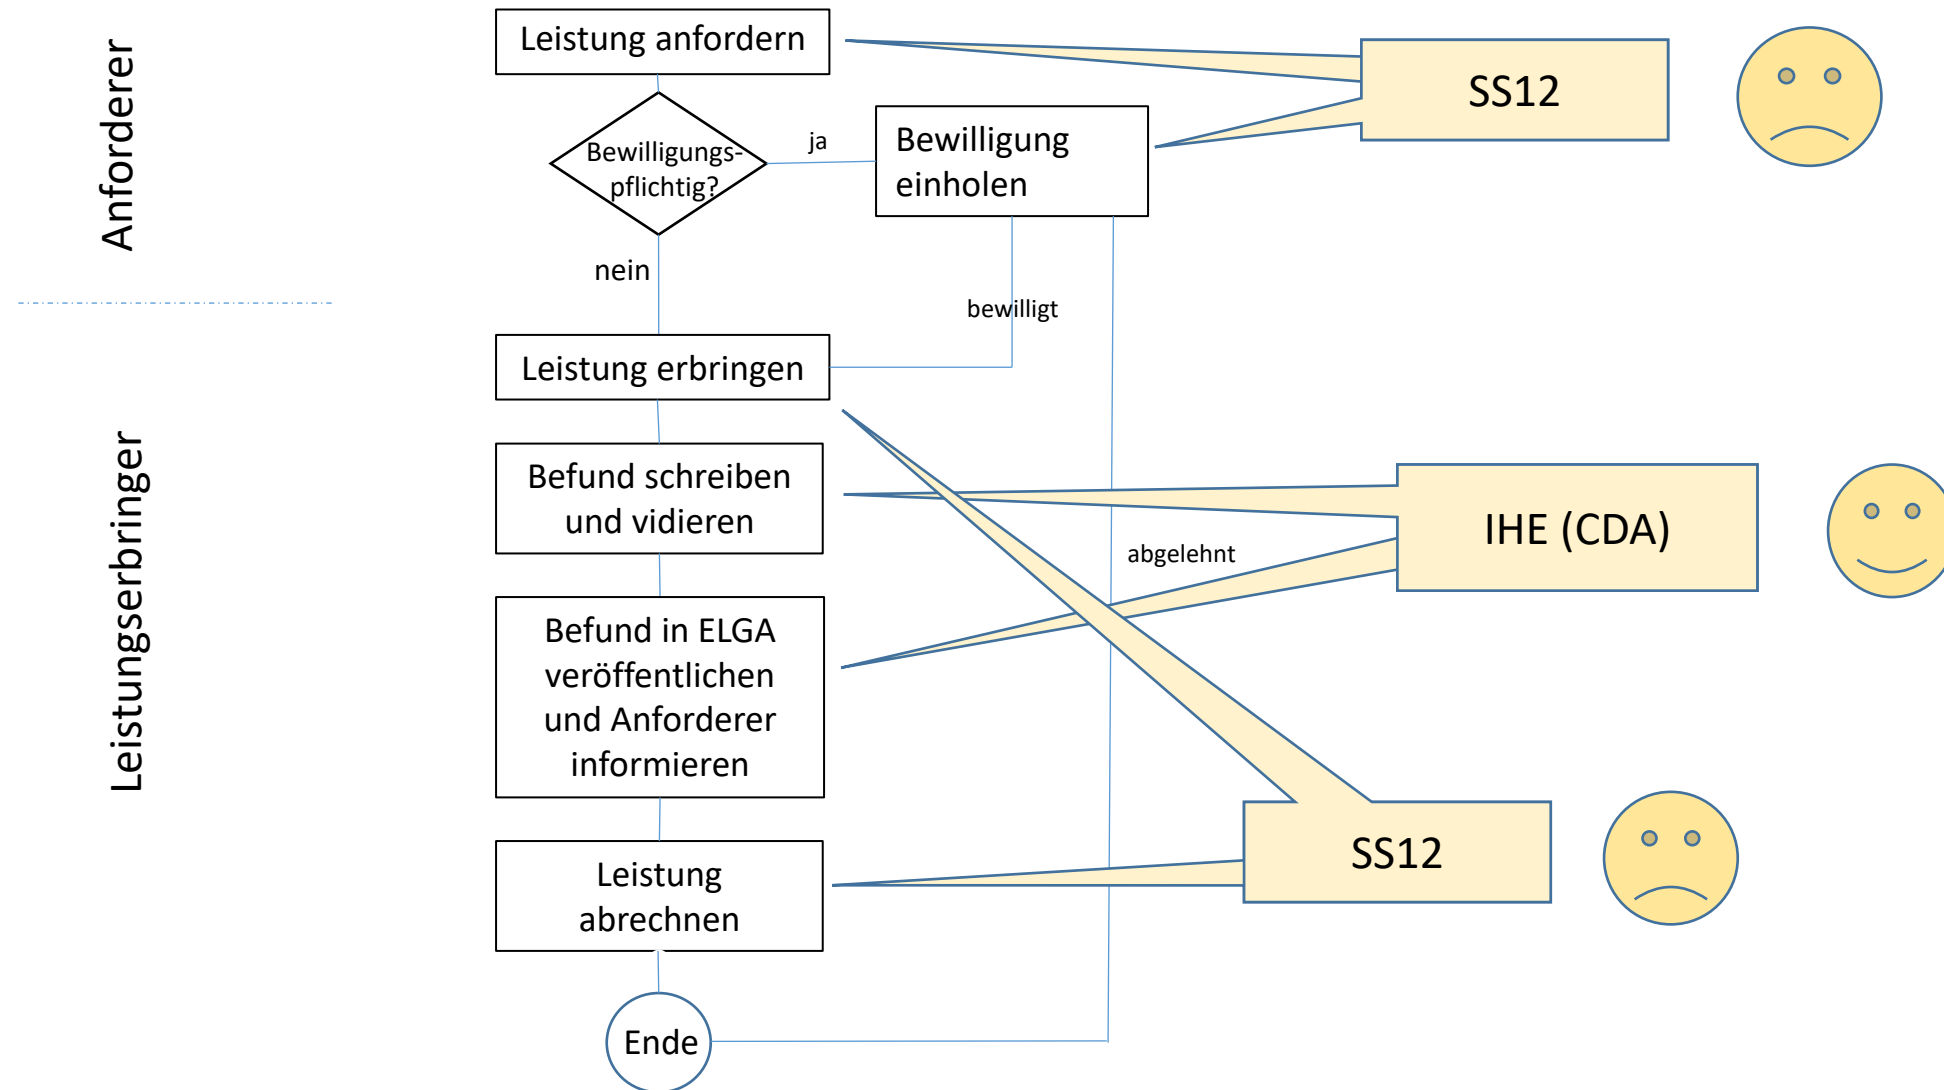 Anforderer
Leistung anfordern
SS12
Bewilligungs-
pflichtig?
ja
Bewilligung
einholen
nein
bewilligt
Leistungserbringer
Leistung erbringen
Befund schreiben
und vidieren
IHE (CDA)
abgelehnt
Befund in ELGA
veröffentlichen
und Anforderer
informieren
SS12
Leistung
abrechnen
Ende